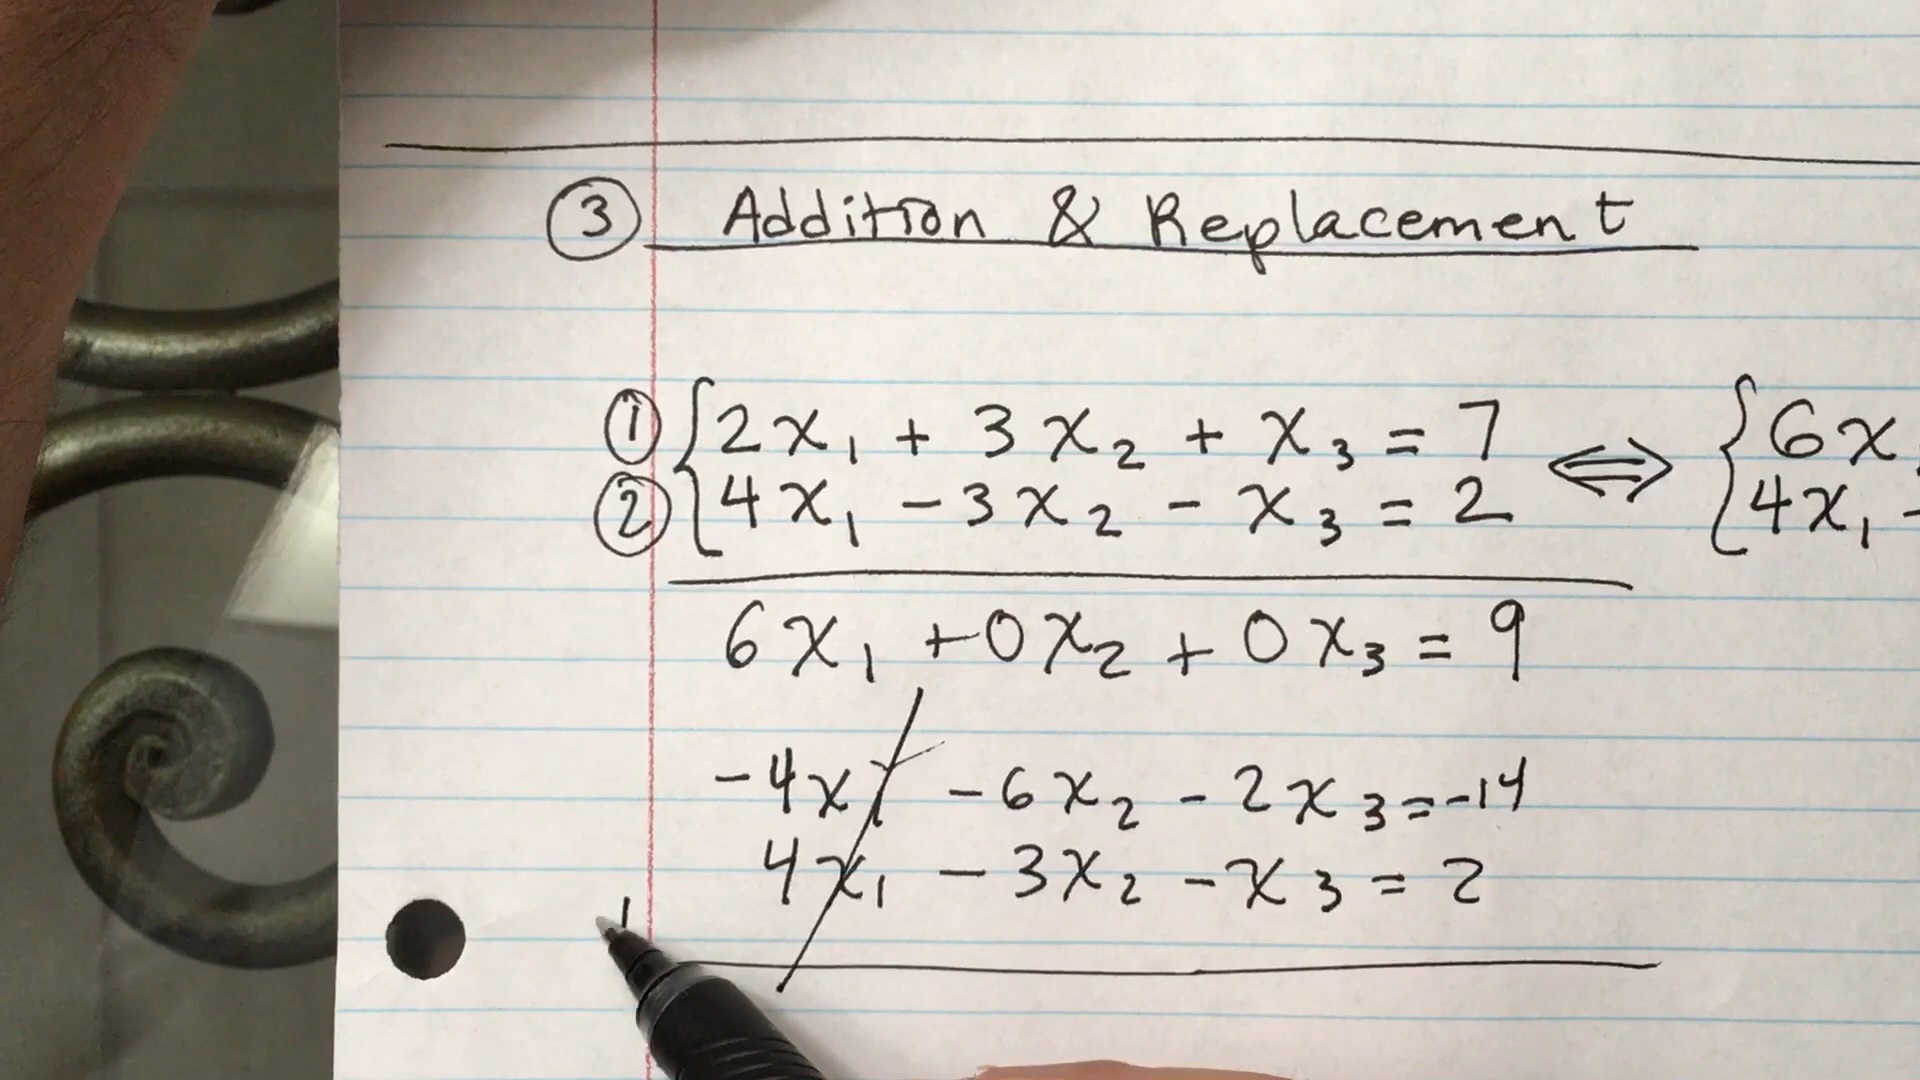 ③ Addition & Replacement
① { 2x₁ + 3x₂ + x₃ = 7 ⟺ { 6x
② { 4x₁ - 3x₂ - x₃ = 2 { 4x₁ -
6x₁ + 0x₂ + 0x₃ = 9
-4x₁ - 6x₂ - 2x₃ = -14
4x₁ - 3x₂ - x₃ = 2